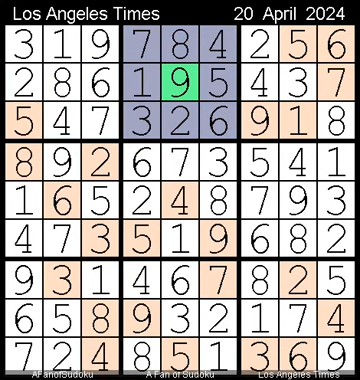 Los Angeles Times 20 April 2024
3 1 9 7 8 4 2 5 6
2 8 6 1 9 5 4 3 7
5 4 7 3 2 6 9 1 8
8 9 2 6 7 3 5 4 1
1 6 5 2 4 8 7 9 3
4 7 3 5 1 9 6 8 2
9 3 1 4 6 7 8 2 5
6 5 8 9 3 2 1 7 4
7 2 4 8 5 1 3 6 9
AFanofSudoku A Fan of Sudoku Los Angeles Times